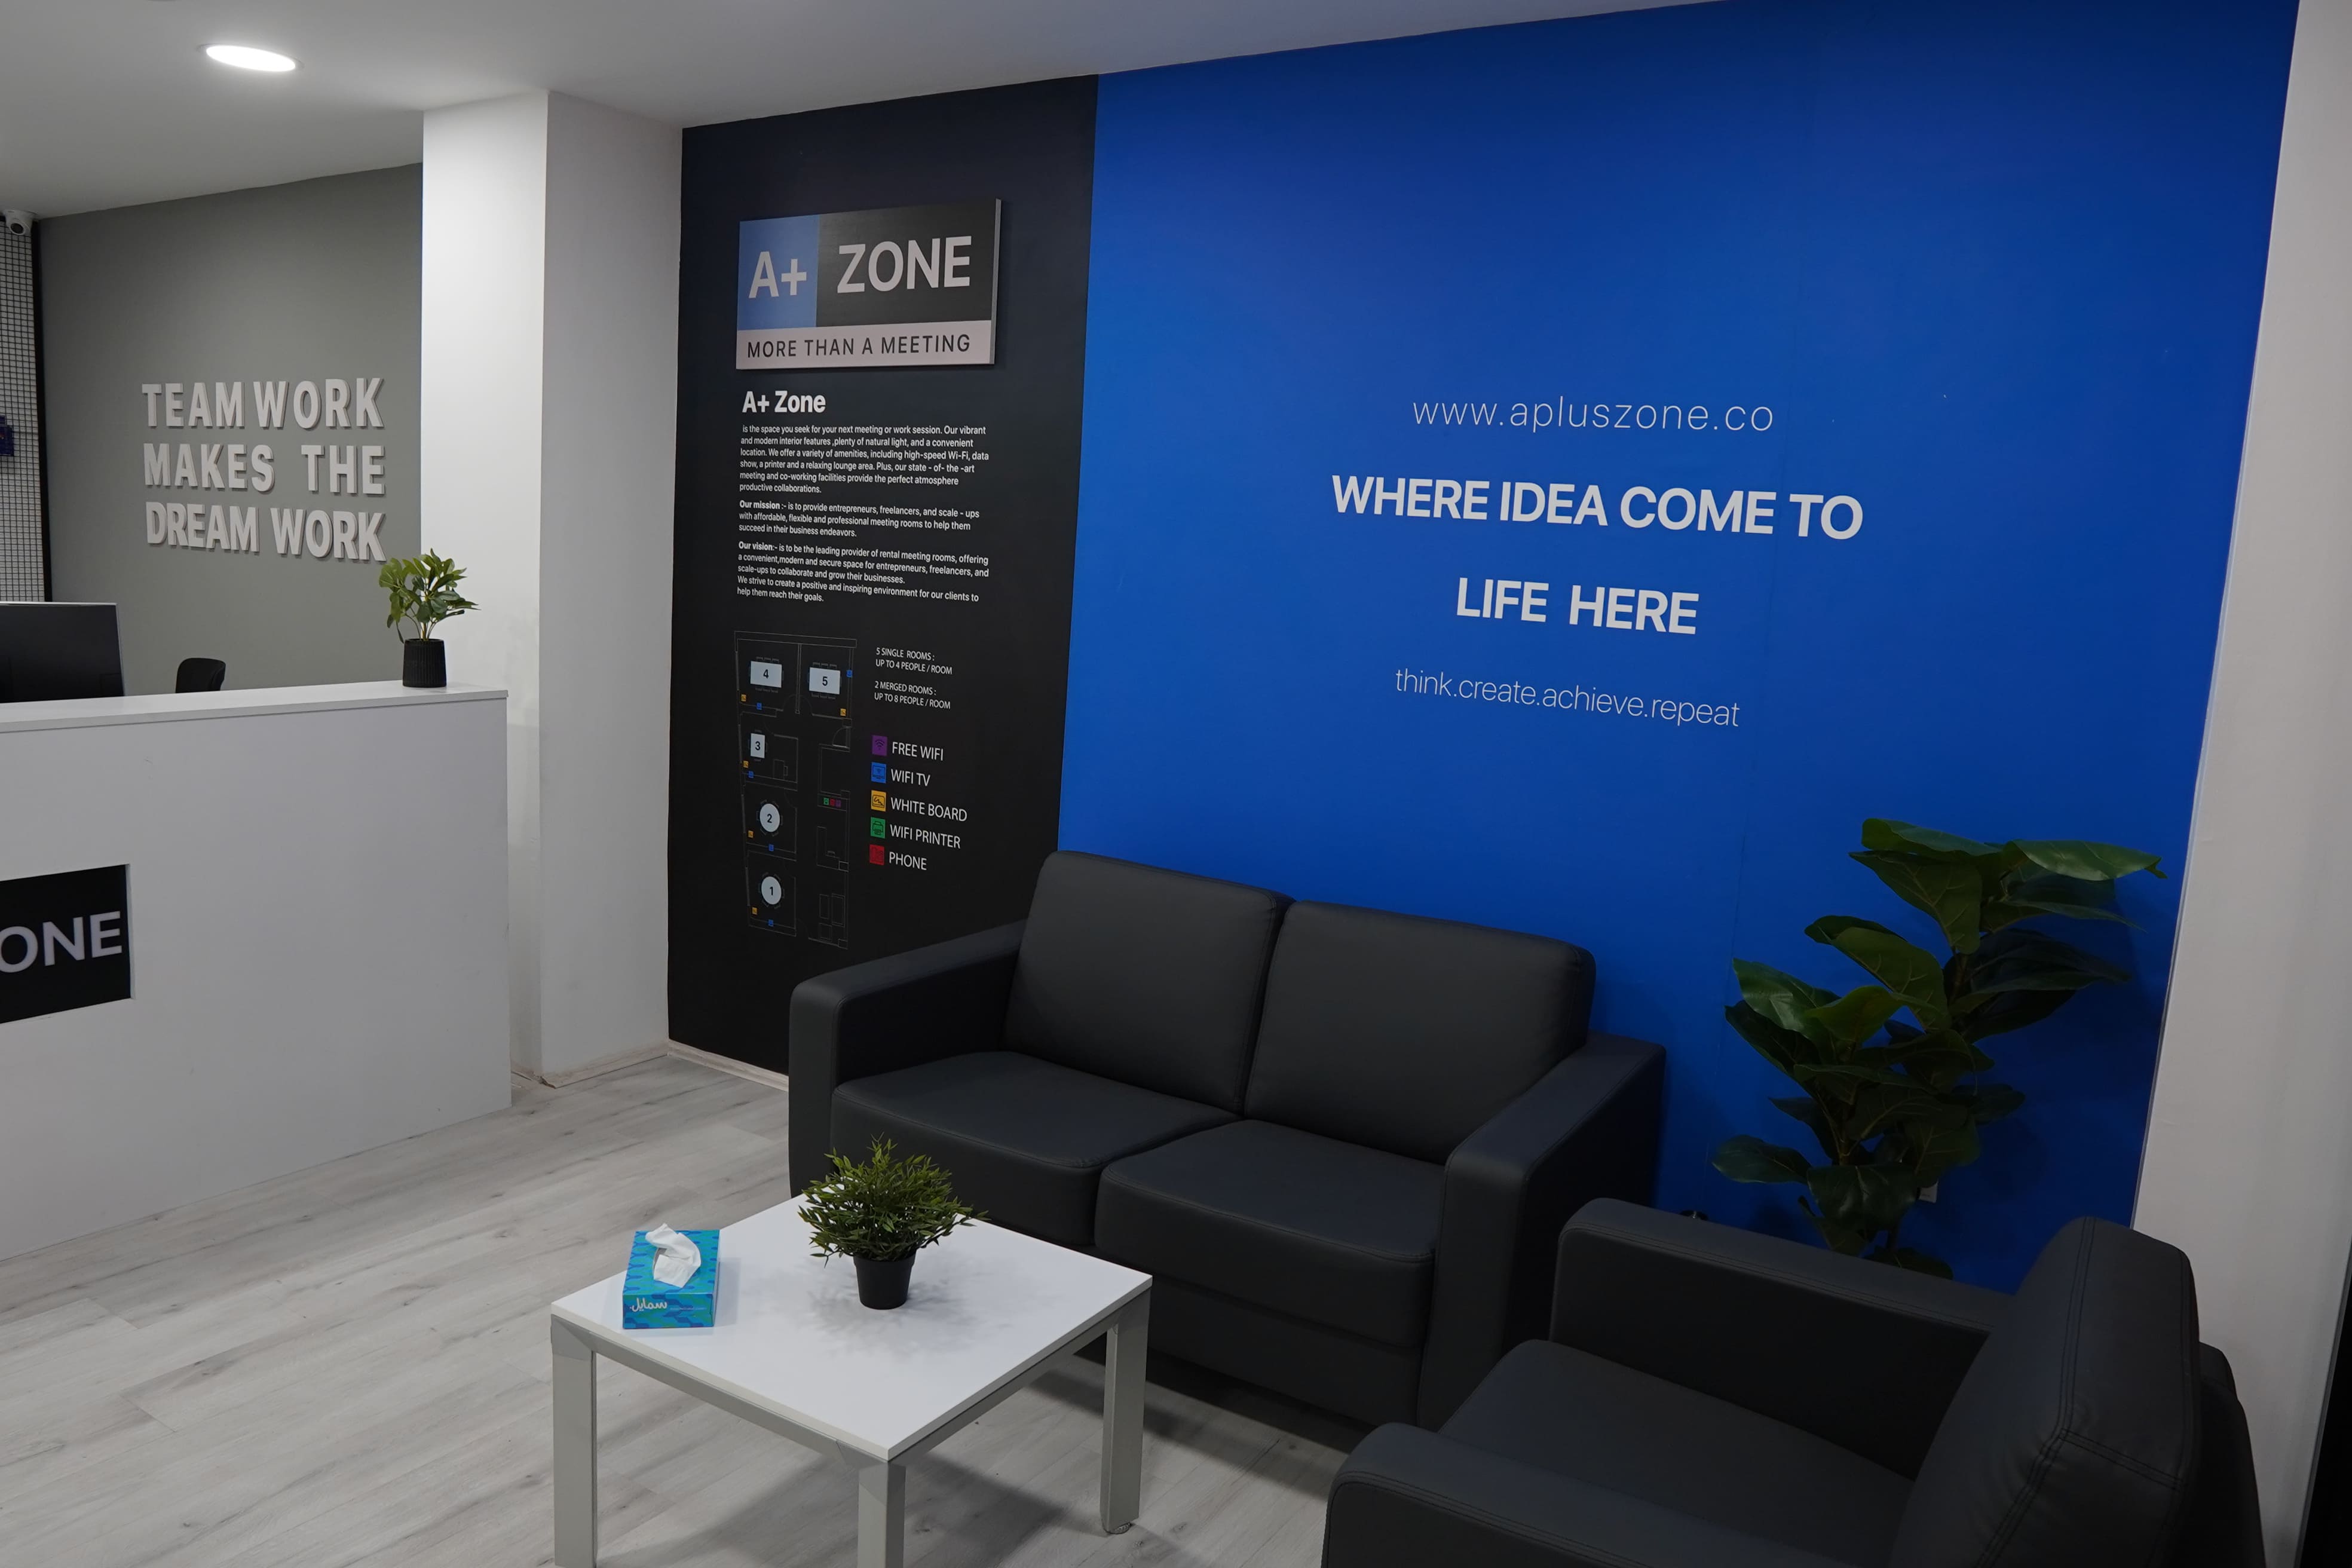 TEAM WORK
MAKES THE
DREAM WORK
ONE
A+ ZONE
MORE THAN A MEETING
A+ Zone
is the space you seek for your next meeting or work session. Our vibrant
and modern interior features ,plenty of natural light, and a convenient
location. We offer a variety of amenities, including high-speed Wi-Fi, data
show, a printer and a relaxing lounge area. Plus, our state - of- the -art
meeting and co-working facilities provide the perfect atmosphere
productive collaborations.
Our mission :- is to provide entrepreneurs, freelancers, and scale - ups
with affordable, flexible and professional meeting rooms to help them
succeed in their business endeavors.
Our vision:- is to be the leading provider of rental meeting rooms, offering
a convenient,modern and secure space for entrepreneurs, freelancers, and
scale-ups to collaborate and grow their businesses.
We strive to create a positive and inspiring environment for our clients to
help them reach their goals.
4
5
3
2
1
5 SINGLE ROOMS :
UP TO 4 PEOPLE / ROOM
2 MERGED ROOMS :
UP TO 8 PEOPLE / ROOM
FREE WIFI
WIFI TV
WHITE BOARD
WIFI PRINTER
PHONE
www.apluszone.co
WHERE IDEA COME TO
LIFE HERE
think.create.achieve.repeat
سمايل